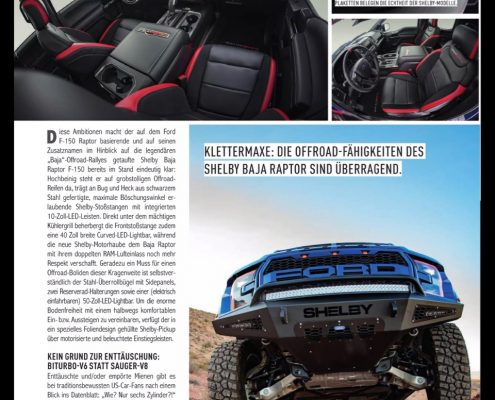 PLAKETTEN BELEGEN DIE ECHTHEIT DER SHELBY-MODELLE.
KLETTERMAXE: DIE OFFROAD-FÄHIGKEITEN DES
SHELBY BAJA RAPTOR SIND ÜBERRAGEND.
Diese Ambitionen macht der auf dem Ford
F-150 Raptor basierende und auf seinen
Zusatznamen im Hinblick auf die legendären
„Baja“-Offroad-Rallyes getaufte Shelby Baja
Raptor F-150 bereits im Stand eindeutig klar:
Hochbeinig steht er auf grobstolligen Offroad-
Reifen da, trägt an Bug und Heck aus schwarzem
Stahl gefertigte, maximale Böschungswinkel er-
laubende Shelby-Stoßstangen mit integrierten
10-Zoll-LED-Leisten. Direkt unter dem mächtigen
Kühlergrill beherbergt die Frontstoßstange zudem
eine 40 Zoll breite Curved-LED-Lightbar, während
die neue Shelby-Motorhaube dem Baja Raptor
mit ihrem doppelten RAM-Lufteinlass noch mehr
Respekt verschafft. Geradezu ein Muss für einen
Offroad-Boliden dieser Kragenweite ist selbstver-
ständlich der Stahl-Überrollbügel mit Sidepanels,
zwei Reserverad-Halterungen sowie einer (elektrisch
einfahrbaren) 50-Zoll-LED-Lightbar. Um die enorme
Bodenfreiheit mit einem halbwegs komfortablen
Ein- bzw. Aussteigen zu vereinbaren, verfügt der in
ein spezielles Foliendesign gehüllte Shelby-Pickup
über motorisierte und beleuchtete Einstiegsleisten.
KEIN GRUND ZUR ENTTÄUSCHUNG:
BITURBO-V6 STATT SAUGER-V8
Enttäuschte und/oder empörte Mienen gibt es
bei traditionsbewussten US-Car-Fans nach einem
Blick ins Datenblatt: „Wie? Nur sechs Zylinder?!“
FORD
SHELBY